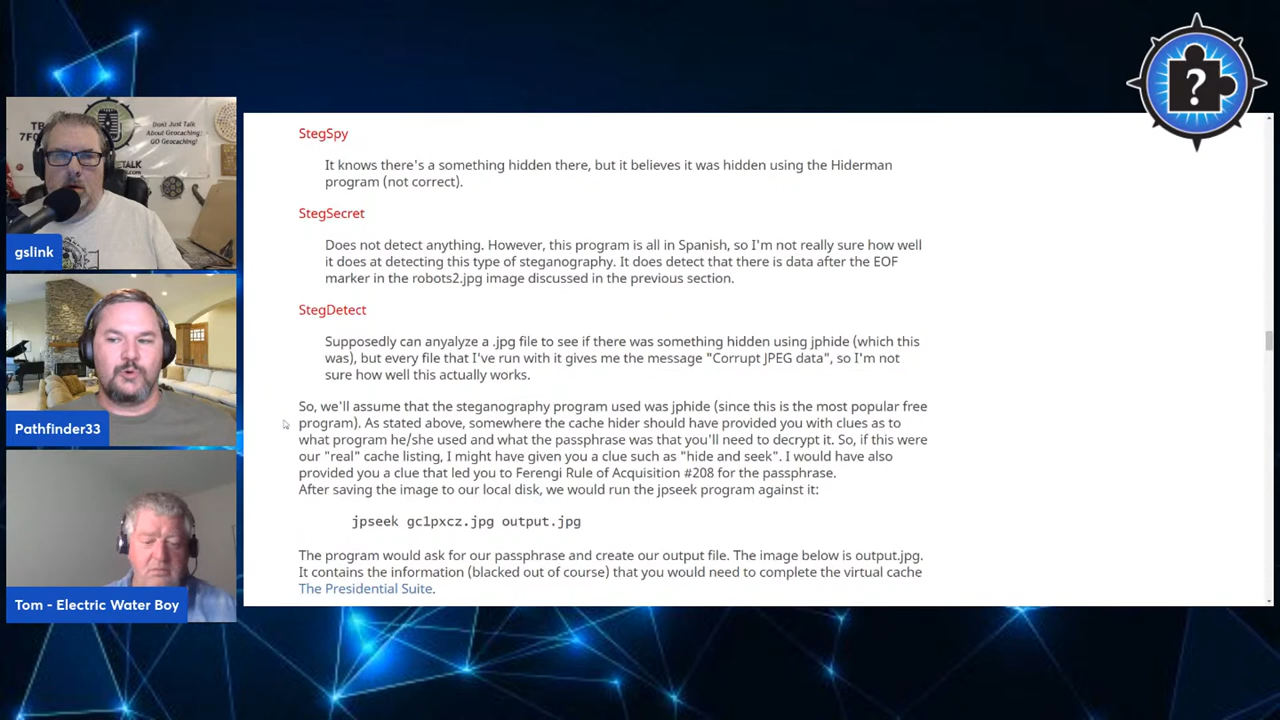 Dont Just Talk
About Geocaching:
GO Geocaching!
TB
7F0
TALK
gslink
Pathfinder33
Tom - Electric Water Boy
?
StegSpy
It knows there's a something hidden there, but it believes it was hidden using the Hiderman
program (not correct).
StegSecret
Does not detect anything. However, this program is all in Spanish, so I'm not really sure how well
it does at detecting this type of steganography. It does detect that there is data after the EOF
marker in the robots2.jpg image discussed in the previous section.
StegDetect
Supposedly can anyalyze a .jpg file to see if there was something hidden using jphide (which this
was), but every file that I've run with it gives me the message "Corrupt JPEG data", so I'm not
sure how well this actually works.
So, we'll assume that the steganography program used was jphide (since this is the most popular free
program). As stated above, somewhere the cache hider should have provided you with clues as to
what program he/she used and what the passphrase was that you'll need to decrypt it. So, if this were
our "real" cache listing, I might have given you a clue such as "hide and seek". I would have also
provided you a clue that led you to Ferengi Rule of Acquisition #208 for the passphrase.
After saving the image to our local disk, we would run the jpseek program against it:
jpseek gc1pxcz.jpg output.jpg
The program would ask for our passphrase and create our output file. The image below is output.jpg.
It contains the information (blacked out of course) that you would need to complete the virtual cache
The Presidential Suite.